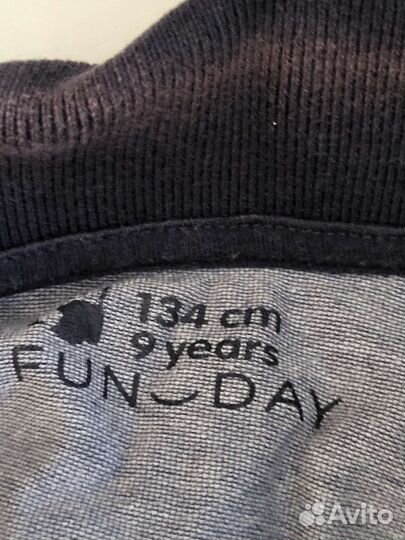 134 cm
9 years
FUN DAY
Avito